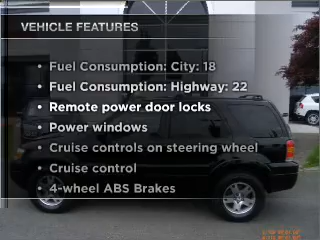 VEHICLE FEATURES
• Fuel Consumption: City: 18
• Fuel Consumption: Highway: 22
• Remote power door locks
• Power windows
• Cruise controls on steering wheel
• Cruise control
• 4-wheel ABS Brakes